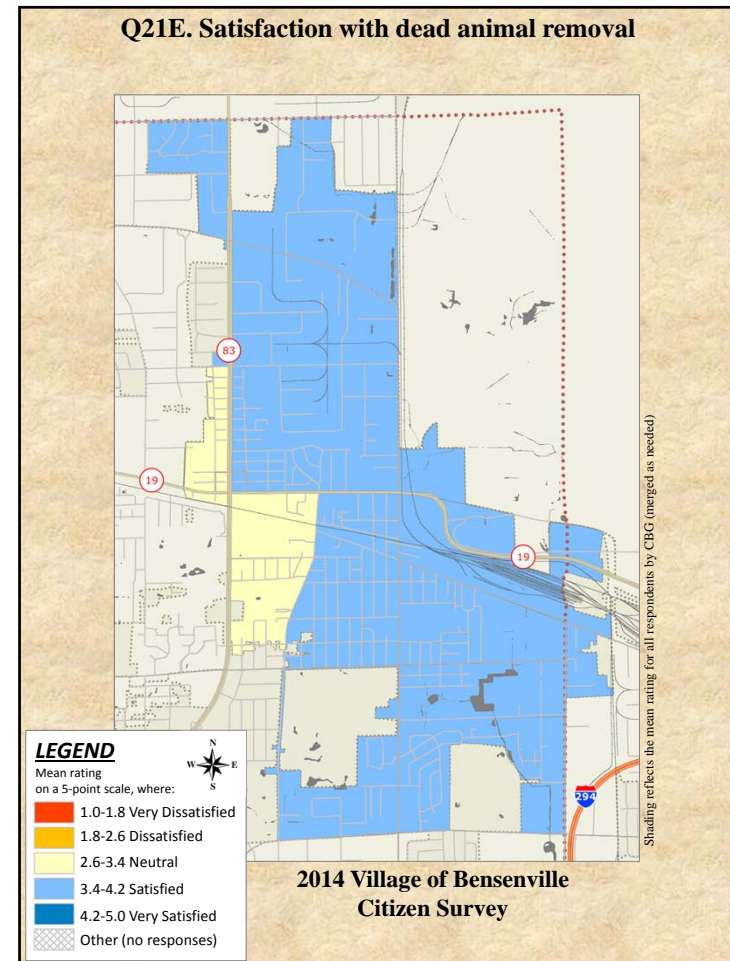 Q21E. Satisfaction with dead animal removal
83
19
19
294
Shading reflects the mean rating for all respondents by CBG (merged as needed)
LEGEND
N
W E
S
Mean rating
on a 5-point scale, where:
1.0-1.8 Very Dissatisfied
1.8-2.6 Dissatisfied
2.6-3.4 Neutral
3.4-4.2 Satisfied
4.2-5.0 Very Satisfied
Other (no responses)
2014 Village of Bensenville
Citizen Survey